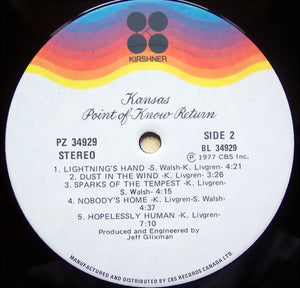 KIRSHNER
Kansas
Point of Know Return
PZ 34929
STEREO
SIDE 2
BL 34929
℗ 1977 CBS Inc.
1. LIGHTNING'S HAND -S. Walsh-K. Livgren- 4:21
2. DUST IN THE WIND -K. Livgren- 3:26
3. SPARKS OF THE TEMPEST -K. Livgren-
S. Walsh- 4:15
4. NOBODY'S HOME -K. Livgren-S. Walsh-
4:37
5. HOPELESSLY HUMAN -K. Livgren-
7:10
Produced and Engineered by
Jeff Glixman
MANUFACTURED AND DISTRIBUTED BY CBS RECORDS CANADA LTD.